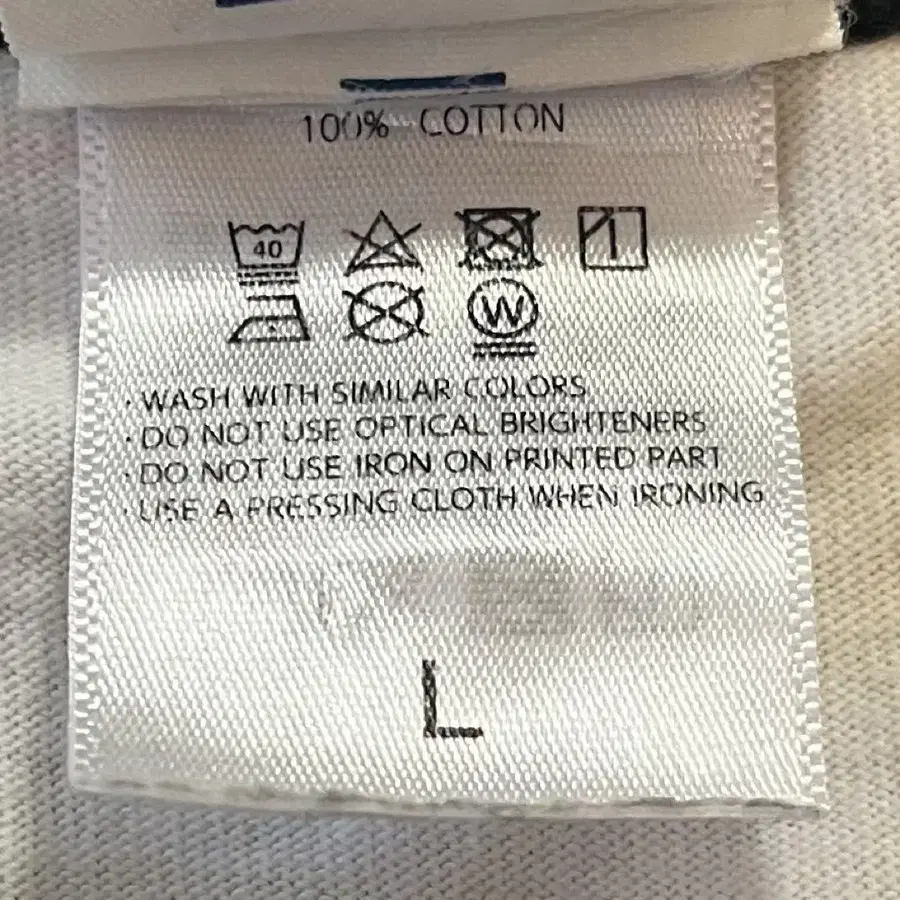 100% COTTON
40
W
· WASH WITH SIMILAR COLORS
· DO NOT USE OPTICAL BRIGHTENERS
· DO NOT USE IRON ON PRINTED PART
· USE A PRESSING CLOTH WHEN IRONING
L